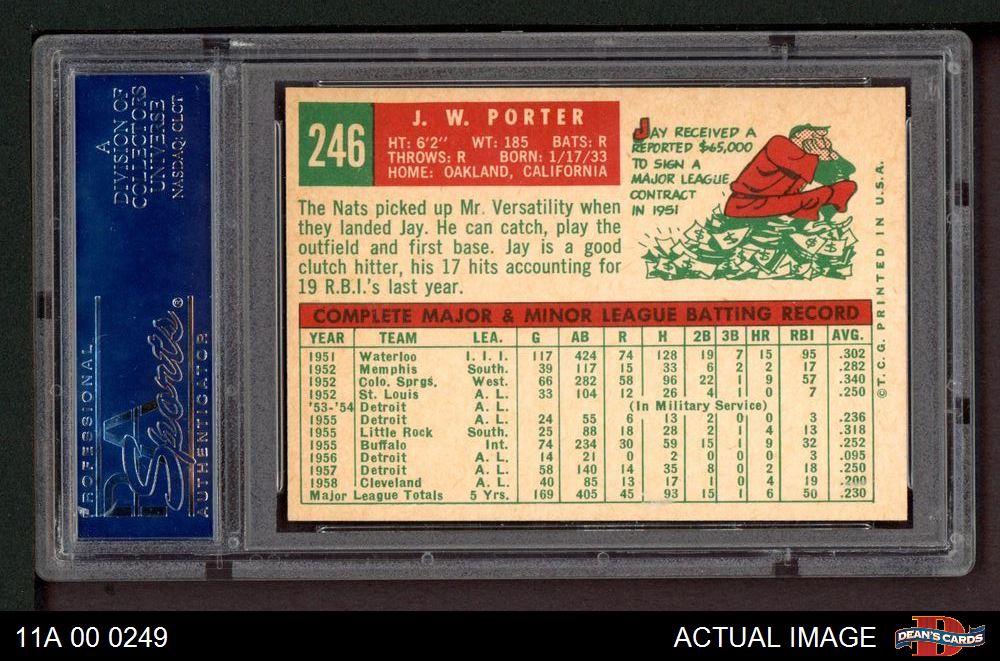 A
DIVISION OF
COLLECTORS
UNIVERSE
NASDAQ: CLCT
PROFESSIONAL
PSA
Sports®
AUTHENTICATOR
246
J. W. PORTER
HT: 6'2" WT: 185 BATS: R
THROWS: R BORN: 1/17/33
HOME: OAKLAND, CALIFORNIA
JAY RECEIVED A
REPORTED $65,000
TO SIGN A
MAJOR LEAGUE
CONTRACT
IN 1951
The Nats picked up Mr. Versatility when
they landed Jay. He can catch, play the
outfield and first base. Jay is a good
clutch hitter, his 17 hits accounting for
19 R.B.I.'s last year.
COMPLETE MAJOR & MINOR LEAGUE BATTING RECORD
YEAR TEAM LEA. G AB R H 2B 3B HR RBI AVG.
1951 Waterloo I. I. I. 117 424 74 128 19 7 15 95 .302
1952 Memphis South. 39 117 15 33 6 2 2 17 .282
1952 Colo. Sprgs. West. 66 282 58 96 22 1 9 57 .340
1952 St. Louis A. L. 33 104 12 26 4 1 0 7 .250
'53-'54 Detroit A. L. (In Military Service)
1955 Detroit A. L. 24 55 6 13 2 0 0 3 .236
1955 Little Rock South. 25 88 18 28 2 1 4 13 .318
1955 Buffalo Int. 74 234 30 59 15 1 9 32 .252
1956 Detroit A. L. 14 21 0 2 0 0 0 3 .095
1957 Detroit A. L. 58 140 14 35 8 0 2 18 .250
1958 Cleveland A. L. 40 85 13 17 1 0 4 19 .200
Major League Totals 5 Yrs. 169 405 45 93 15 1 6 50 .230
© T. C. G. PRINTED IN U.S.A.
11A 00 0249
ACTUAL IMAGE
D
DEAN'S CARDS